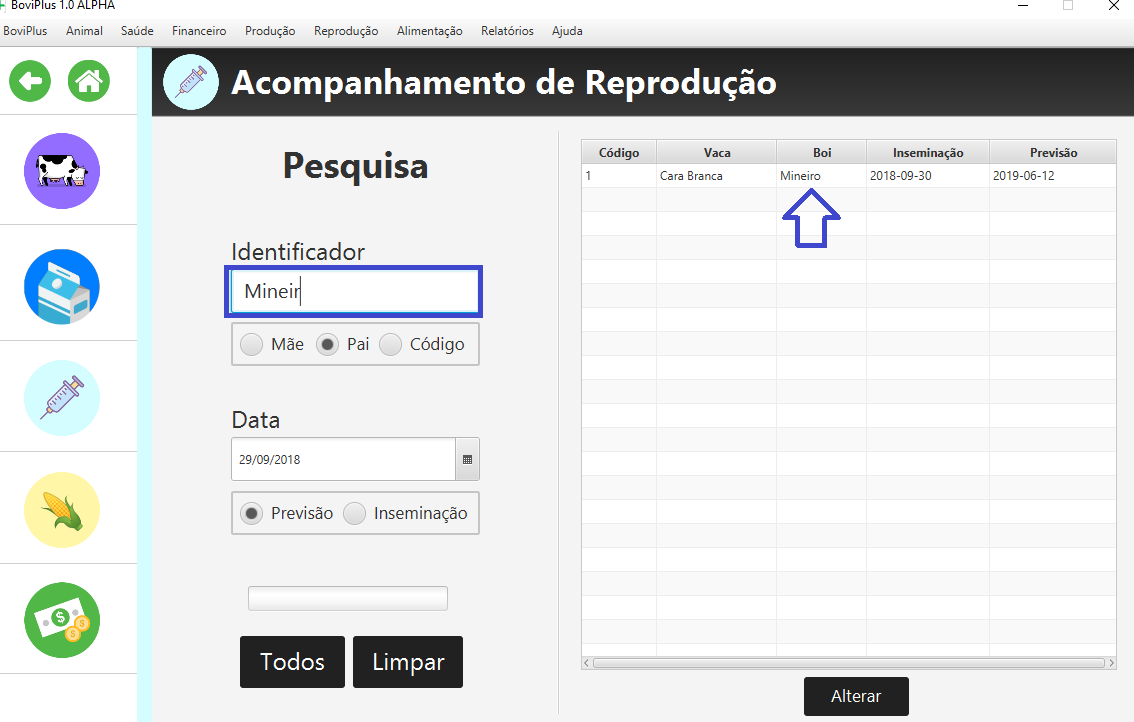 BoviPlus 1.0 ALPHA
BoviPlus Animal Saúde Financeiro Produção Reprodução Alimentação Relatórios Ajuda
Acompanhamento de Reprodução
Pesquisa
Identificador
Mineir
Mãe Pai Código
Data
29/09/2018
Previsão Inseminação
Todos Limpar
Código Vaca Boi Inseminação Previsão
1 Cara Branca Mineiro 2018-09-30 2019-06-12
Alterar